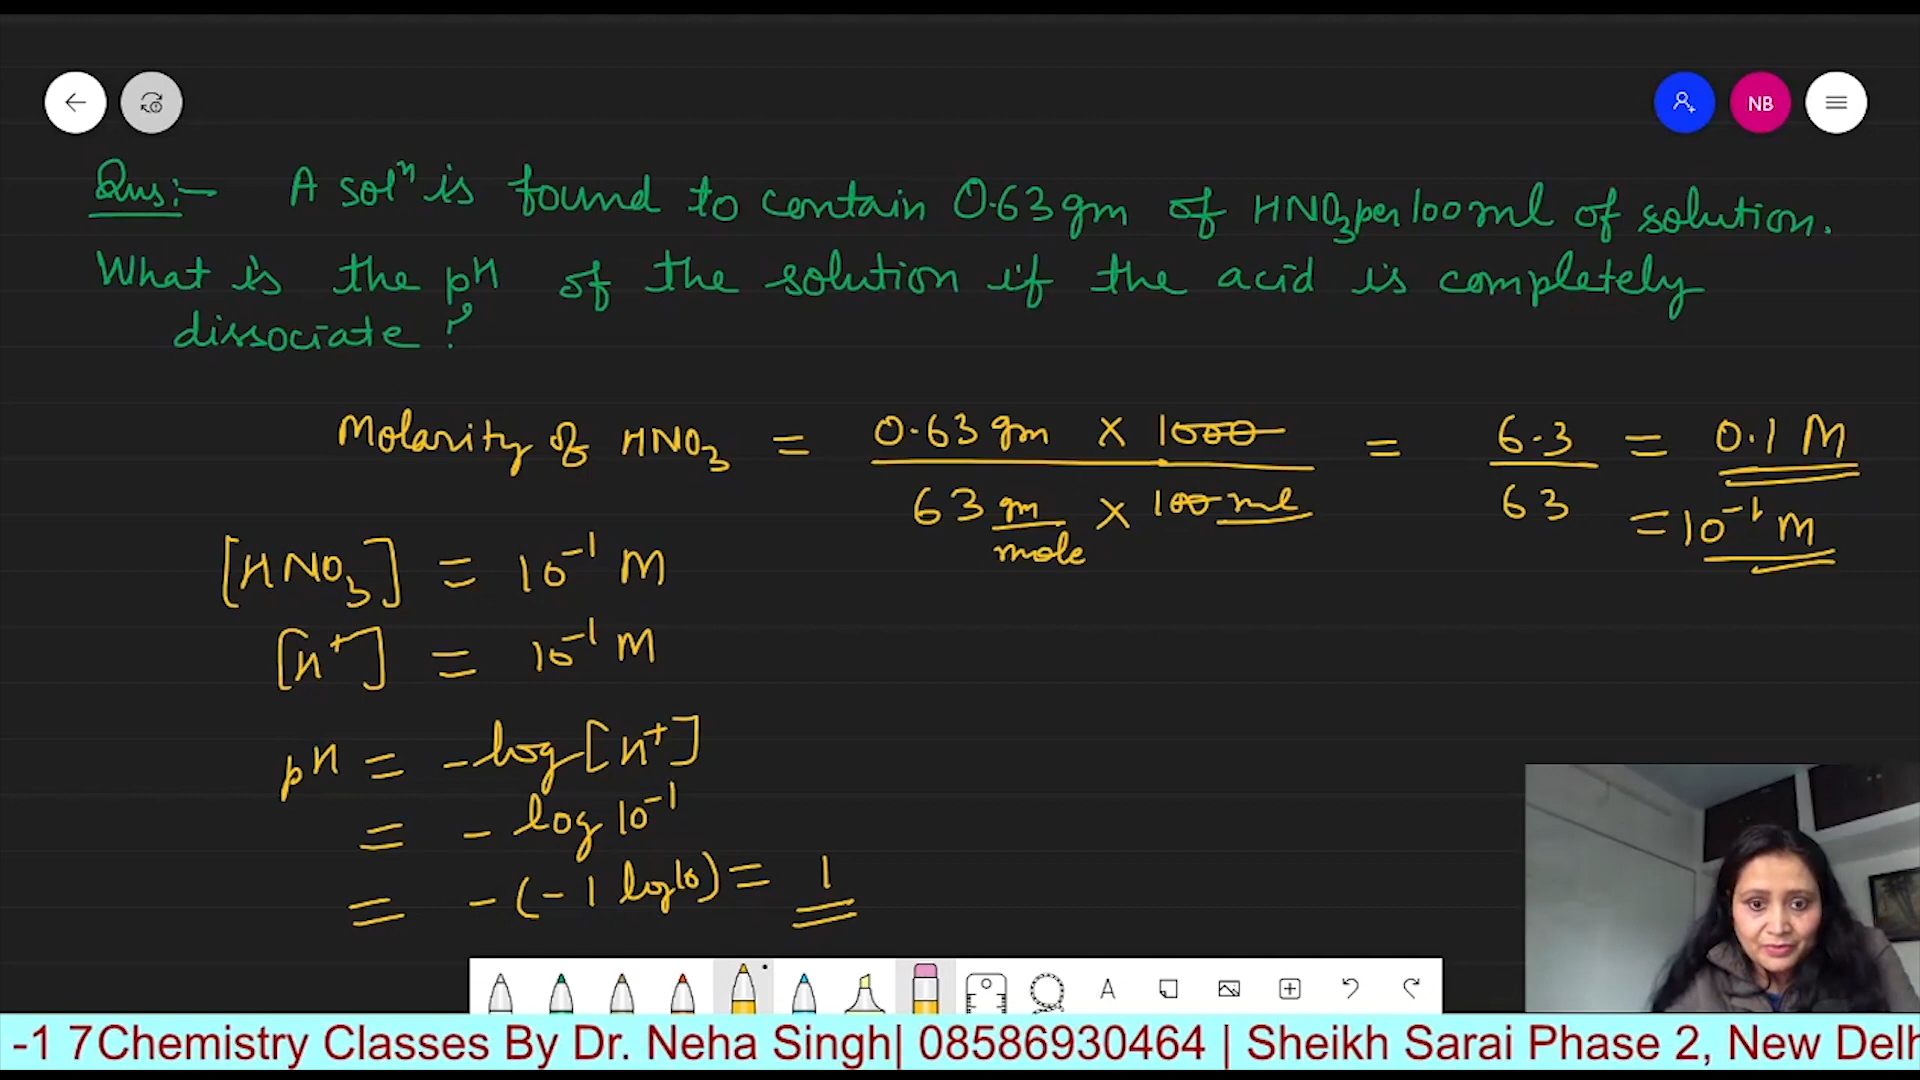 NB
Qns:- A solⁿ is found to contain 0.63 gm of HNO₃ per 100 ml of solution.
What is the pH of the solution if the acid is completely
dissociate?
Molarity of HNO₃ = 0.63 gm × 1000 / 63 gm/mole × 100 ml = 6.3 / 63 = 0.1 M
= 10⁻¹ M
[HNO₃] = 10⁻¹ M
[H⁺] = 10⁻¹ M
pH = -log[H⁺]
= - log 10⁻¹
= - (-1 log10) = 1
A
-1 7Chemistry Classes By Dr. Neha Singh| 08586930464 | Sheikh Sarai Phase 2, New Delh